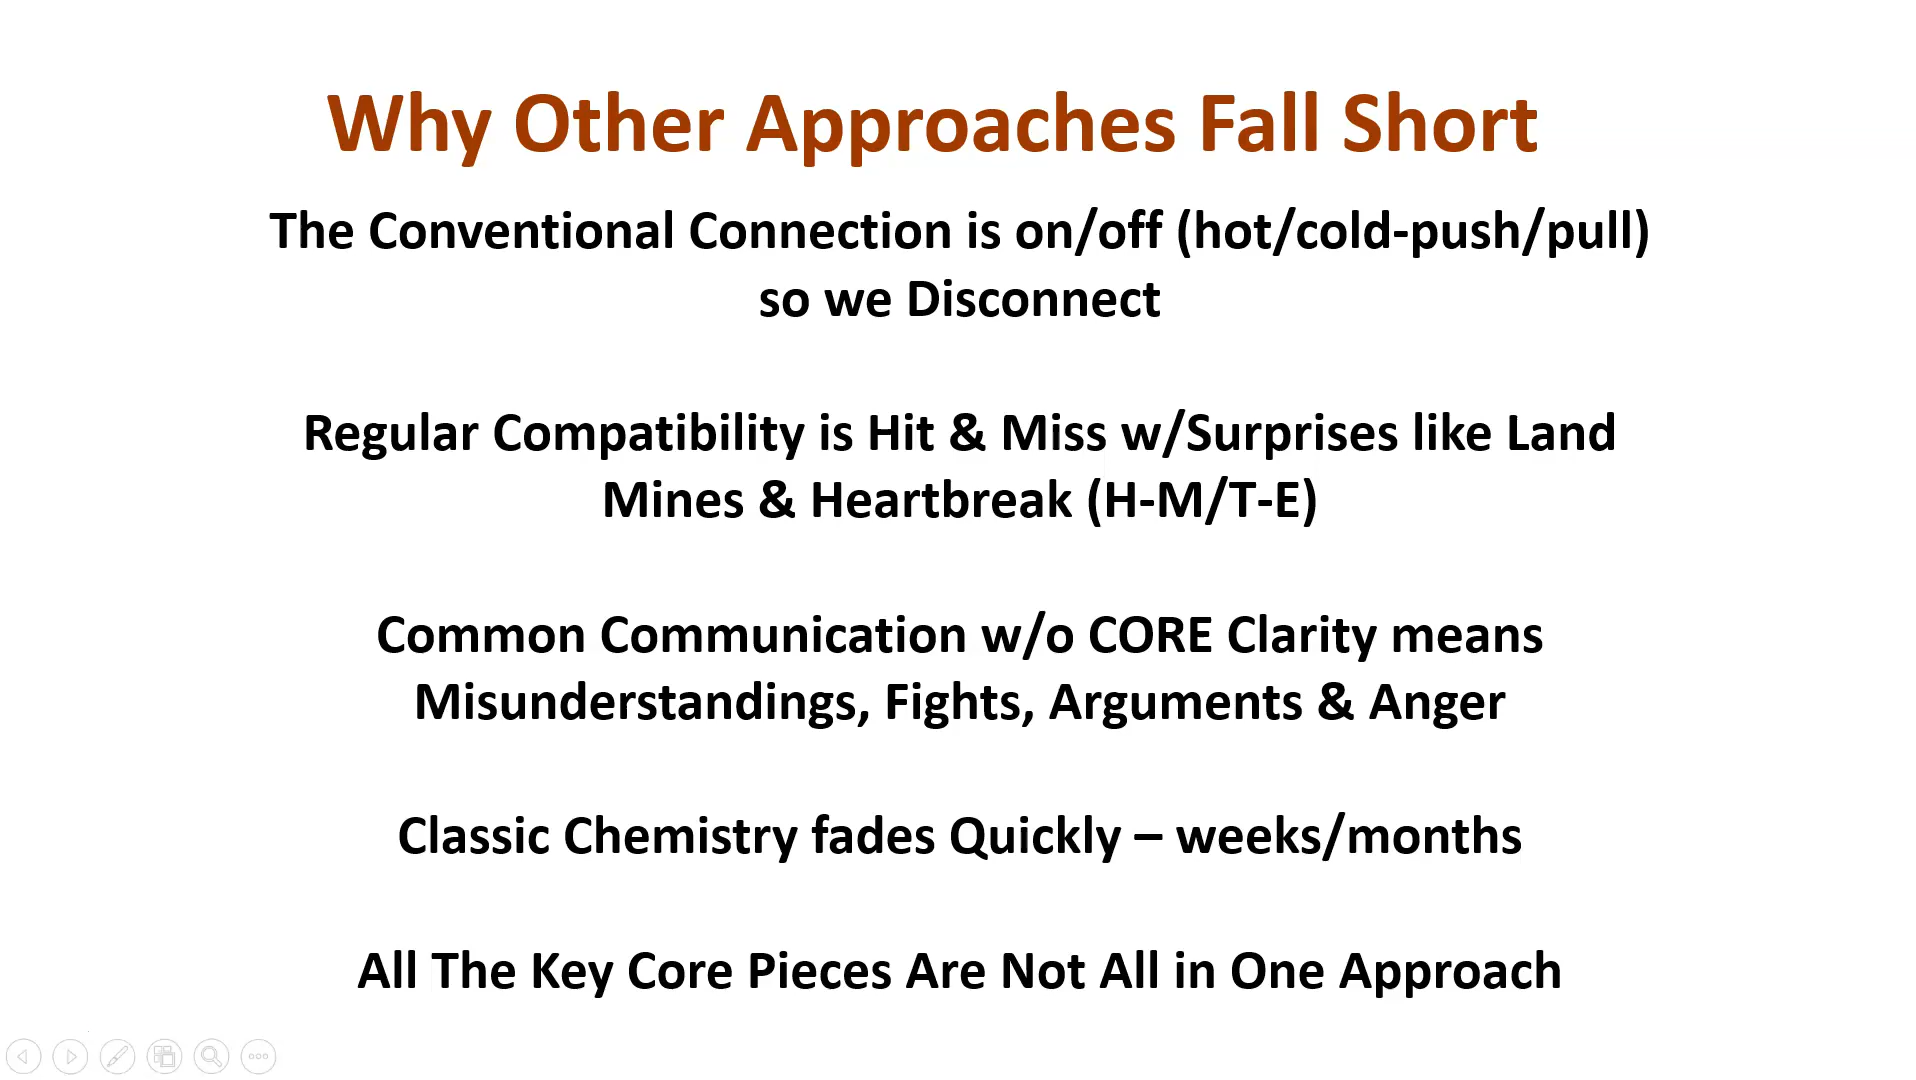 Why Other Approaches Fall Short
The Conventional Connection is on/off (hot/cold-push/pull)
so we Disconnect
Regular Compatibility is Hit & Miss w/Surprises like Land
Mines & Heartbreak (H-M/T-E)
Common Communication w/o CORE Clarity means
Misunderstandings, Fights, Arguments & Anger
Classic Chemistry fades Quickly – weeks/months
All The Key Core Pieces Are Not All in One Approach